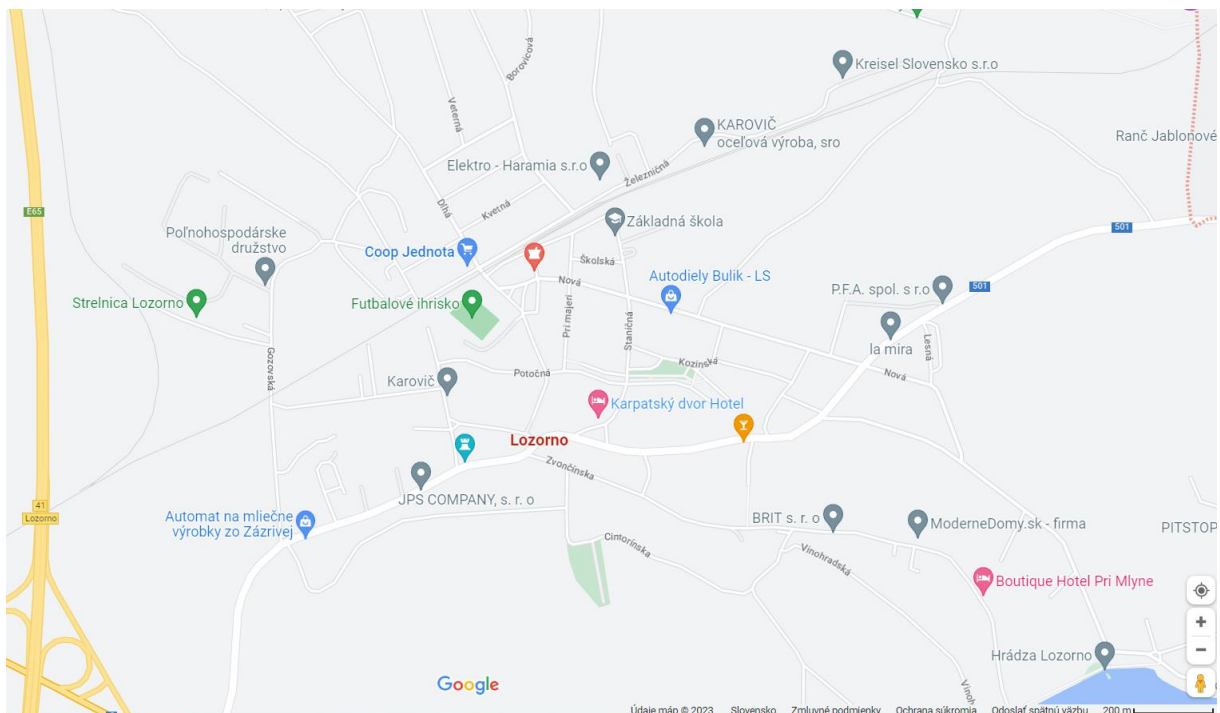 Borovicová
Kreisel Slovensko s.r.o
Veterná
KAROVIČ
oceľová výroba, sro
Ranč Jablonové
Elektro - Haramia s.r.o
Železničná
Dlhá
Kvetná
E65
Základná škola
501
Poľnohospodárske
družstvo
Coop Jednota
Školská
Nová
Autodiely Bulik - LS
501
P.F.A. spol. s r.o
Strelnica Lozorno
Futbalové ihrisko
Pri majeri
Staničná
la mira
Lesná
Gozovská
Kozinská
Potočná
Nová
Karovič
Karpatský dvor Hotel
Lozorno
Zvončínska
JPS COMPANY, s. r. o
41
Lozorno
Automat na mliečne
výrobky zo Zázrivej
BRIT s. r. o
ModerneDomy.sk - firma
PITSTOP
Cintorínska
Vinohradská
Boutique Hotel Pri Mlyne
Hrádza Lozorno
Google
Vinoh
Údaje máp © 2023 Slovensko Zmluvné podmienky Ochrana súkromia Odoslať spätnú väzbu 200 m